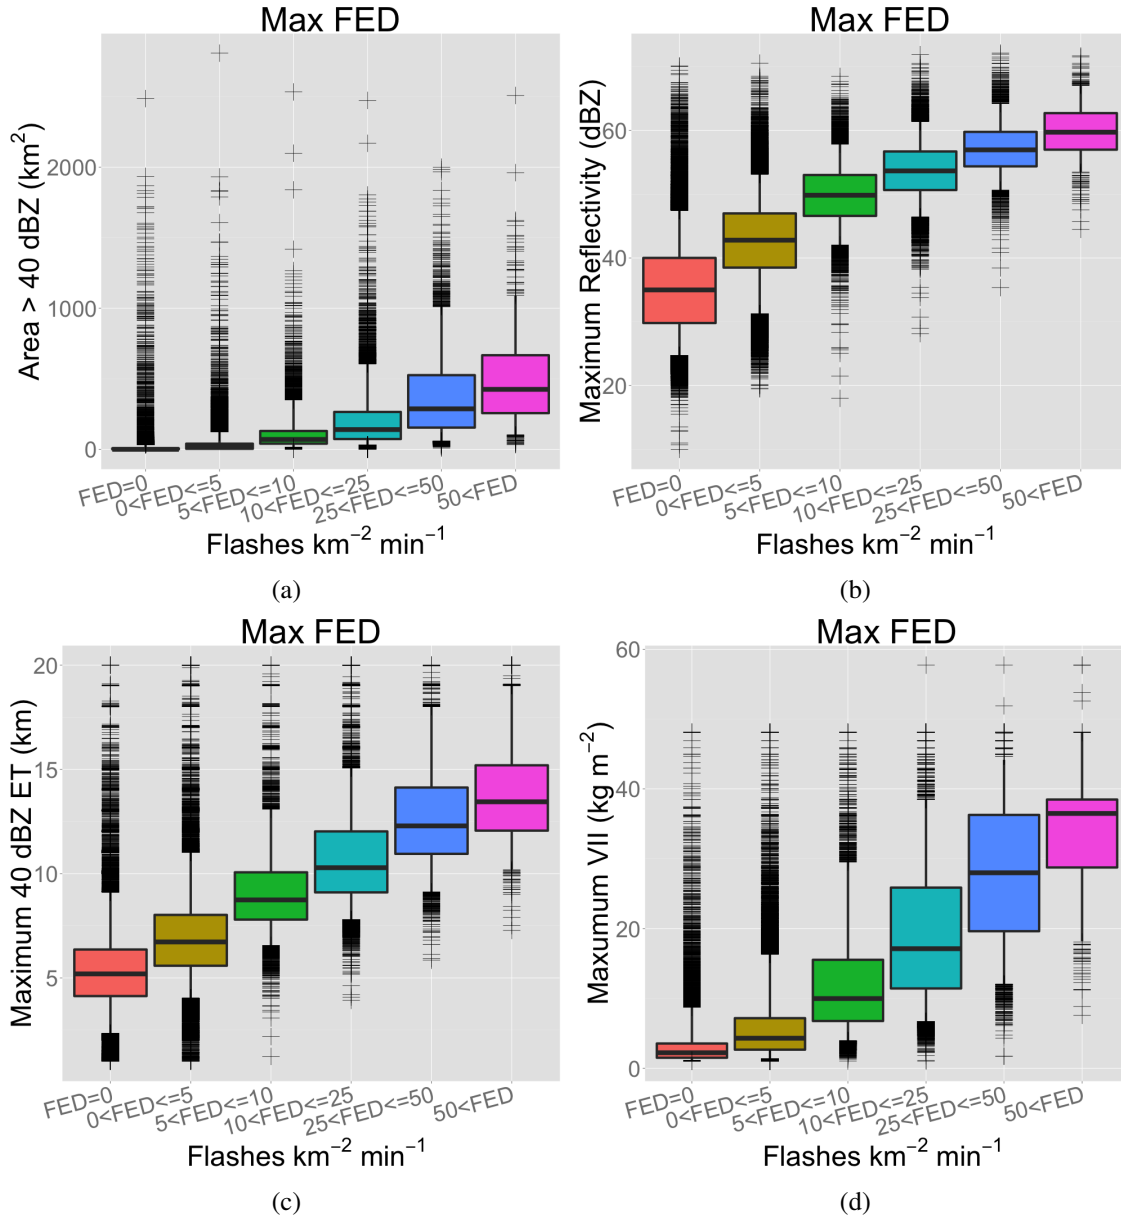 Max FED
Area > 40 dBZ (km²)
2000
1000
0
FED=0
0<FED<=5
5<FED<=10
10<FED<=25
25<FED<=50
50<FED
Flashes km⁻² min⁻¹
(a)
Max FED
Maximum Reflectivity (dBZ)
60
40
20
FED=0
0<FED<=5
5<FED<=10
10<FED<=25
25<FED<=50
50<FED
Flashes km⁻² min⁻¹
(b)
Max FED
Maximum 40 dBZ ET (km)
20
15
10
5
FED=0
0<FED<=5
5<FED<=10
10<FED<=25
25<FED<=50
50<FED
Flashes km⁻² min⁻¹
(c)
Max FED
Maxumum VII (kg m⁻²)
60
40
20
0
FED=0
0<FED<=5
5<FED<=10
10<FED<=25
25<FED<=50
50<FED
Flashes km⁻² min⁻¹
(d)